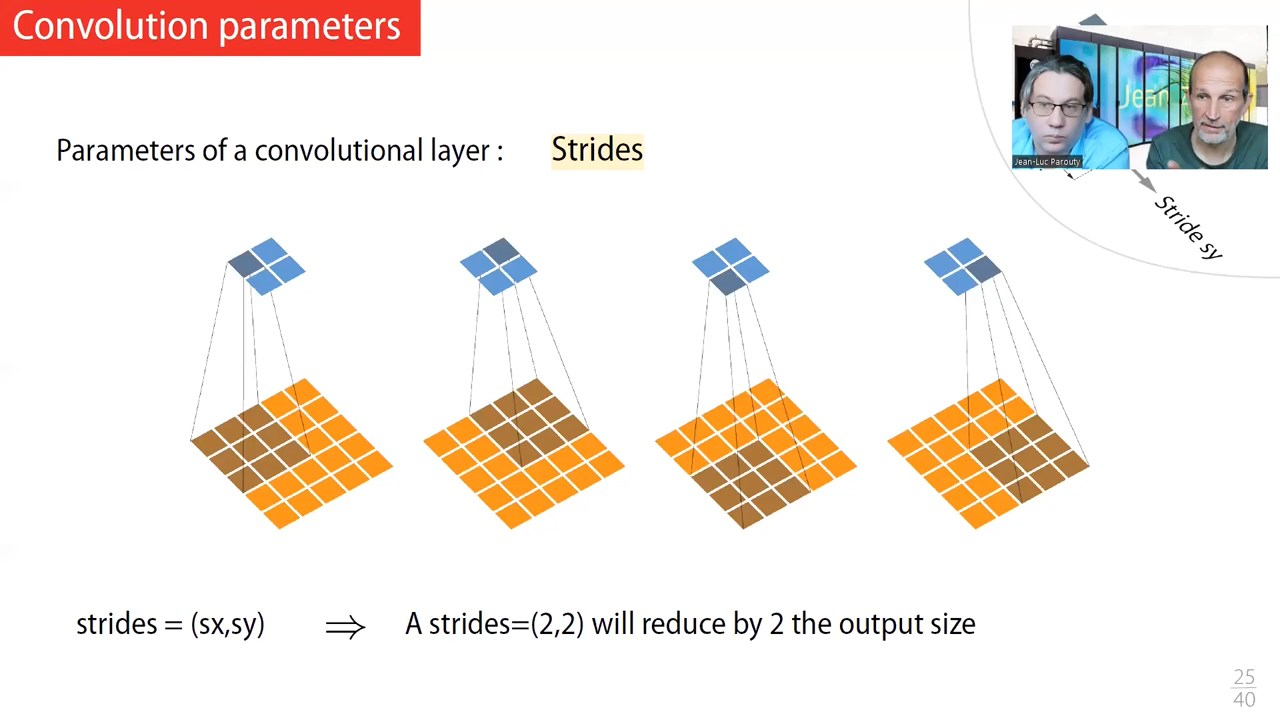 Convolution parameters
Parameters of a convolutional layer :
Strides
Jean-Luc Parouty
Stride sy
strides = (sx,sy) ⇒ A strides=(2,2) will reduce by 2 the output size
25
40